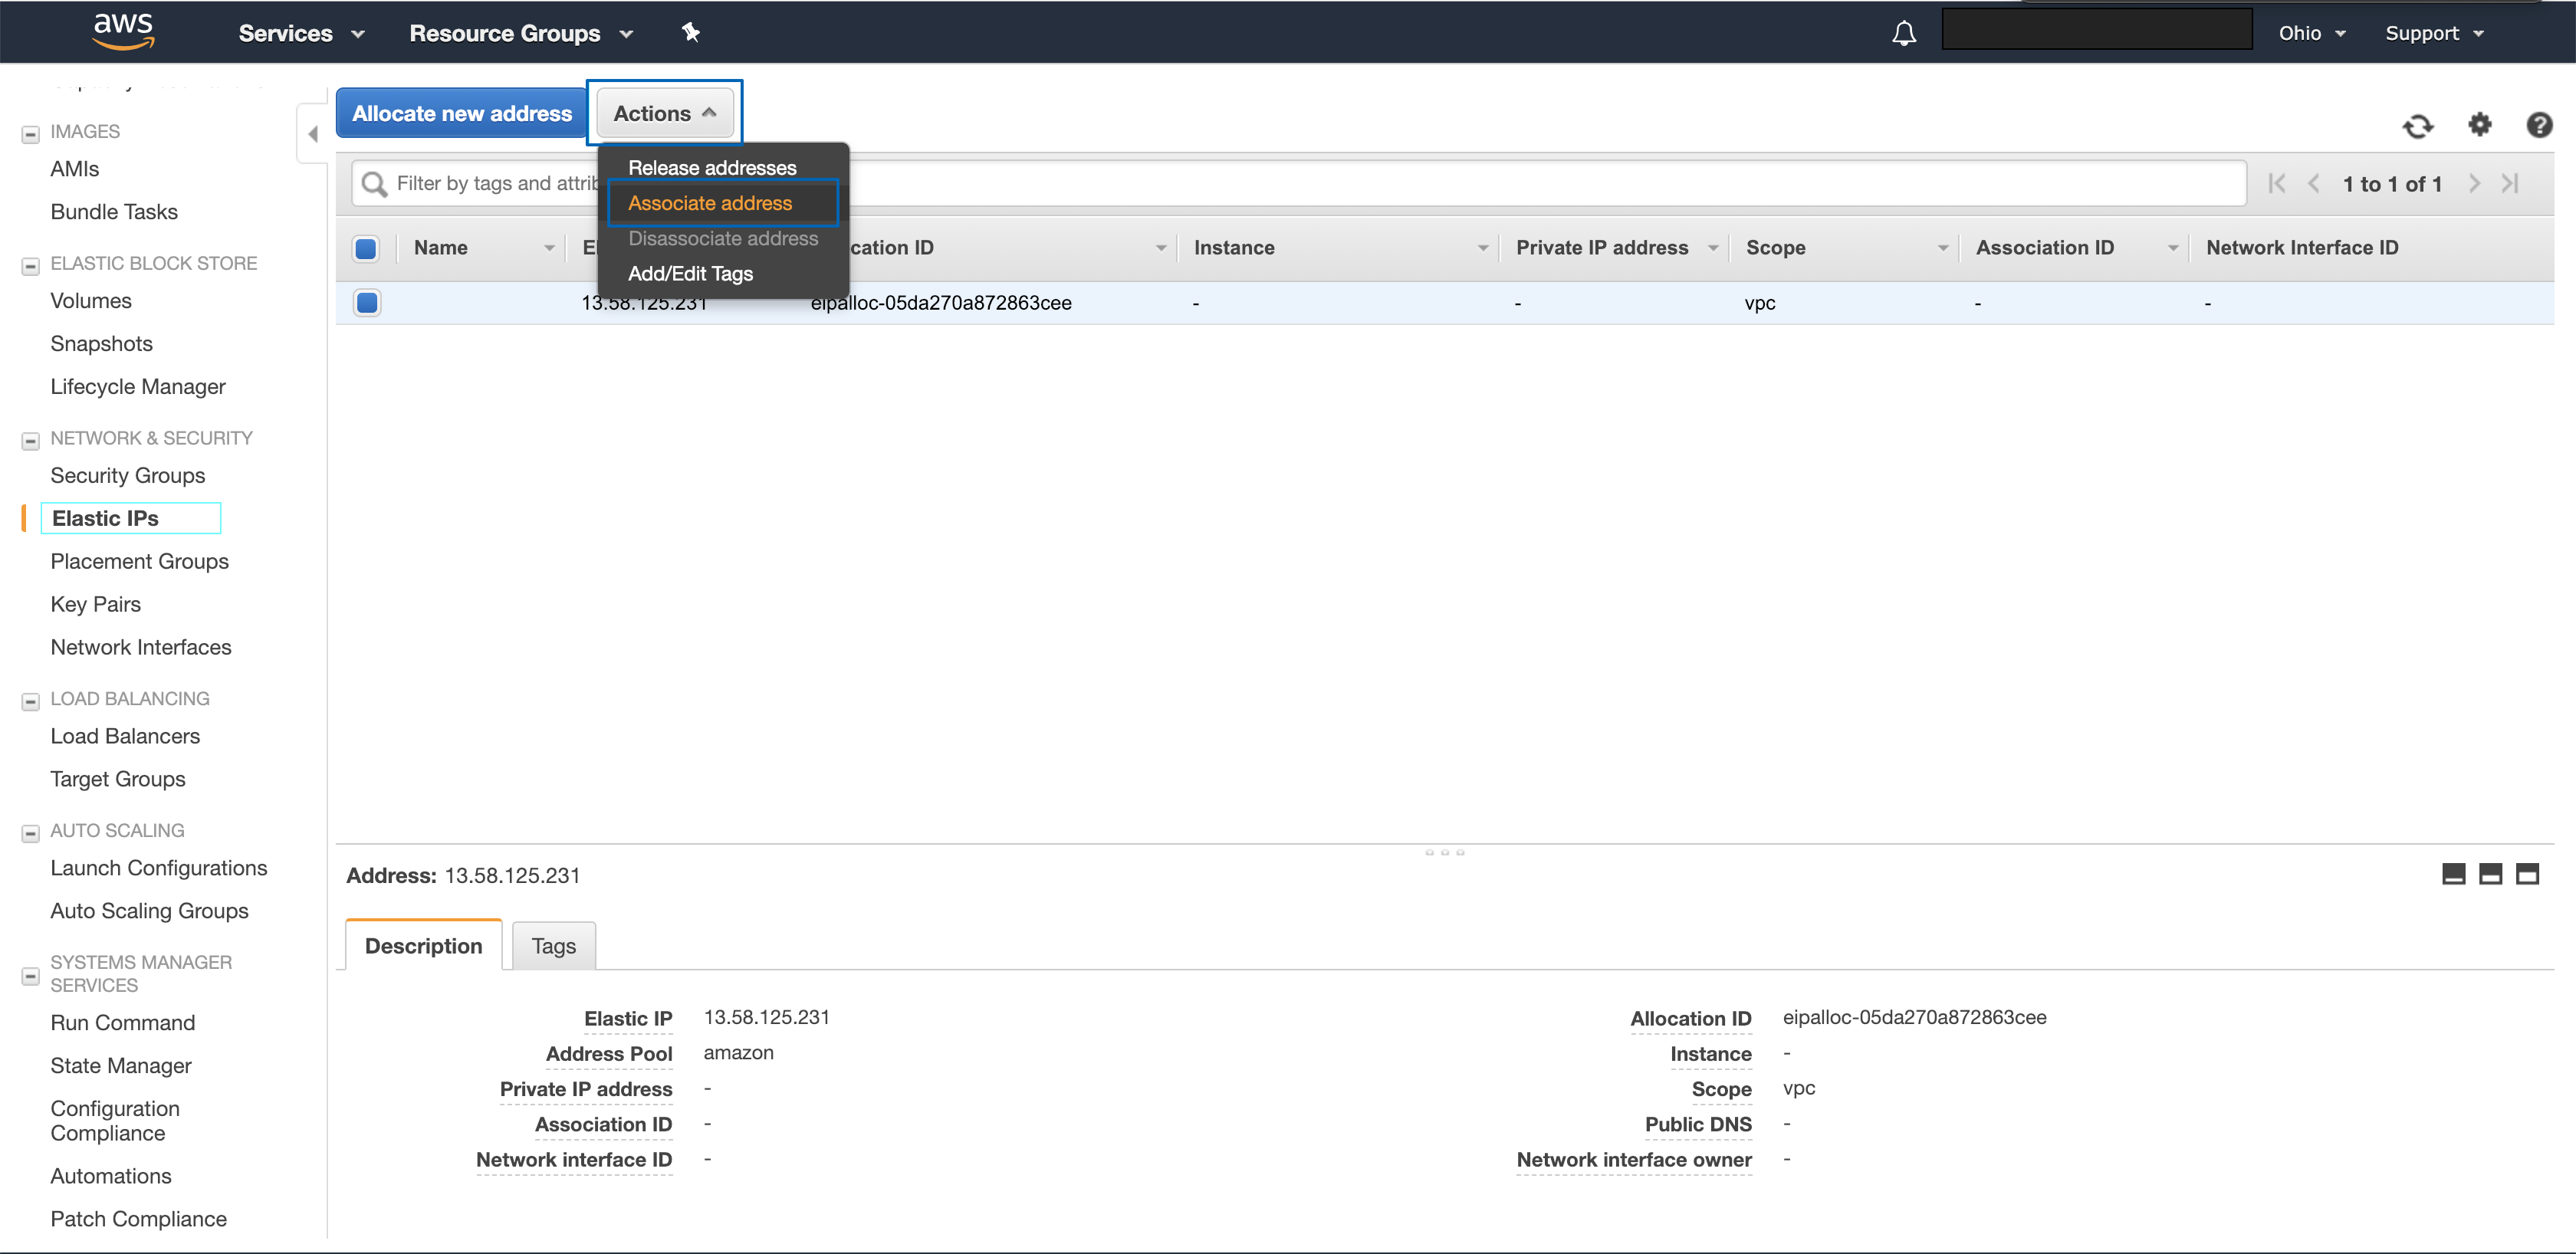 aws Services Resource Groups Ohio Support
IMAGES
AMIs
Bundle Tasks
ELASTIC BLOCK STORE
Volumes
Snapshots
Lifecycle Manager
NETWORK & SECURITY
Security Groups
Elastic IPs
Placement Groups
Key Pairs
Network Interfaces
LOAD BALANCING
Load Balancers
Target Groups
AUTO SCALING
Launch Configurations
Auto Scaling Groups
SYSTEMS MANAGER
SERVICES
Run Command
State Manager
Configuration
Compliance
Automations
Patch Compliance
Allocate new address Actions
Release addresses
Associate address
Disassociate address
Add/Edit Tags
Filter by tags and attrib 1 to 1 of 1
Name El cation ID Instance Private IP address Scope Association ID Network Interface ID
13.58.125.231 eipalloc-05da270a872863cee - - vpc - -
Address: 13.58.125.231
Description Tags
Elastic IP 13.58.125.231 Allocation ID eipalloc-05da270a872863cee
Address Pool amazon Instance -
Private IP address - Scope vpc
Association ID - Public DNS -
Network interface ID - Network interface owner -